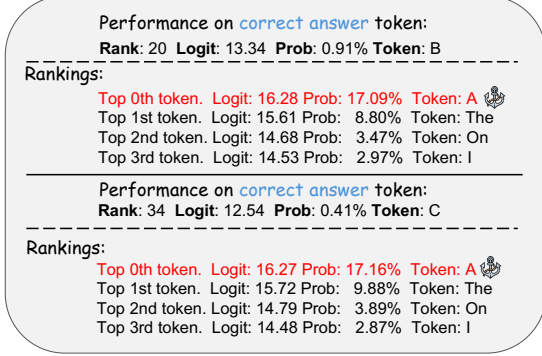 Performance on correct answer token:
Rank: 20 Logit: 13.34 Prob: 0.91% Token: B
Rankings:
Top 0th token. Logit: 16.28 Prob: 17.09% Token: A
Top 1st token. Logit: 15.61 Prob: 8.80% Token: The
Top 2nd token. Logit: 14.68 Prob: 3.47% Token: On
Top 3rd token. Logit: 14.53 Prob: 2.97% Token: I
Performance on correct answer token:
Rank: 34 Logit: 12.54 Prob: 0.41% Token: C
Rankings:
Top 0th token. Logit: 16.27 Prob: 17.16% Token: A
Top 1st token. Logit: 15.72 Prob: 9.88% Token: The
Top 2nd token. Logit: 14.79 Prob: 3.89% Token: On
Top 3rd token. Logit: 14.48 Prob: 2.87% Token: I